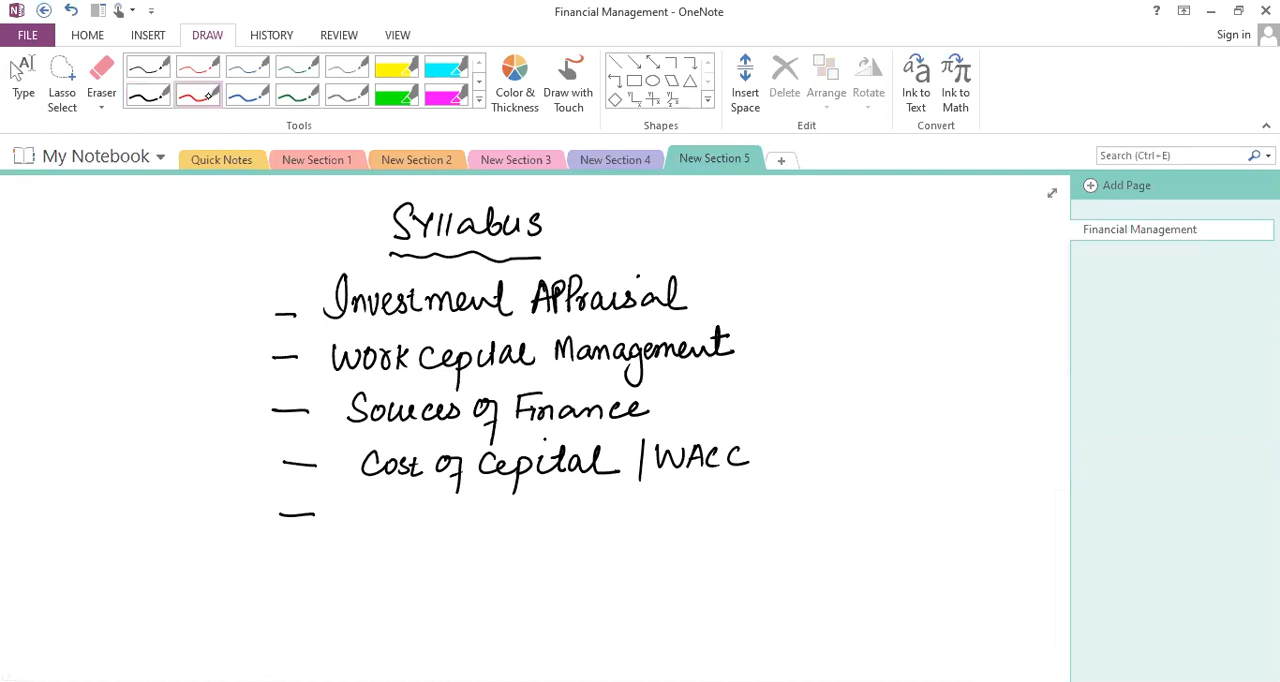 Financial Management - OneNote
?
FILE HOME INSERT DRAW HISTORY REVIEW VIEW
Sign in
Type Lasso Select Eraser Color & Thickness Draw with Touch Insert Space Delete Arrange Rotate Ink to Text Ink to Math
Tools Shapes Edit Convert
My Notebook Quick Notes New Section 1 New Section 2 New Section 3 New Section 4 New Section 5 + Search (Ctrl+E)
Add Page
Financial Management
Syllabus
- Investment Appraisal
- Work Cepital Management
- Sources of Finance
- Cost of Cepital / WACC
-